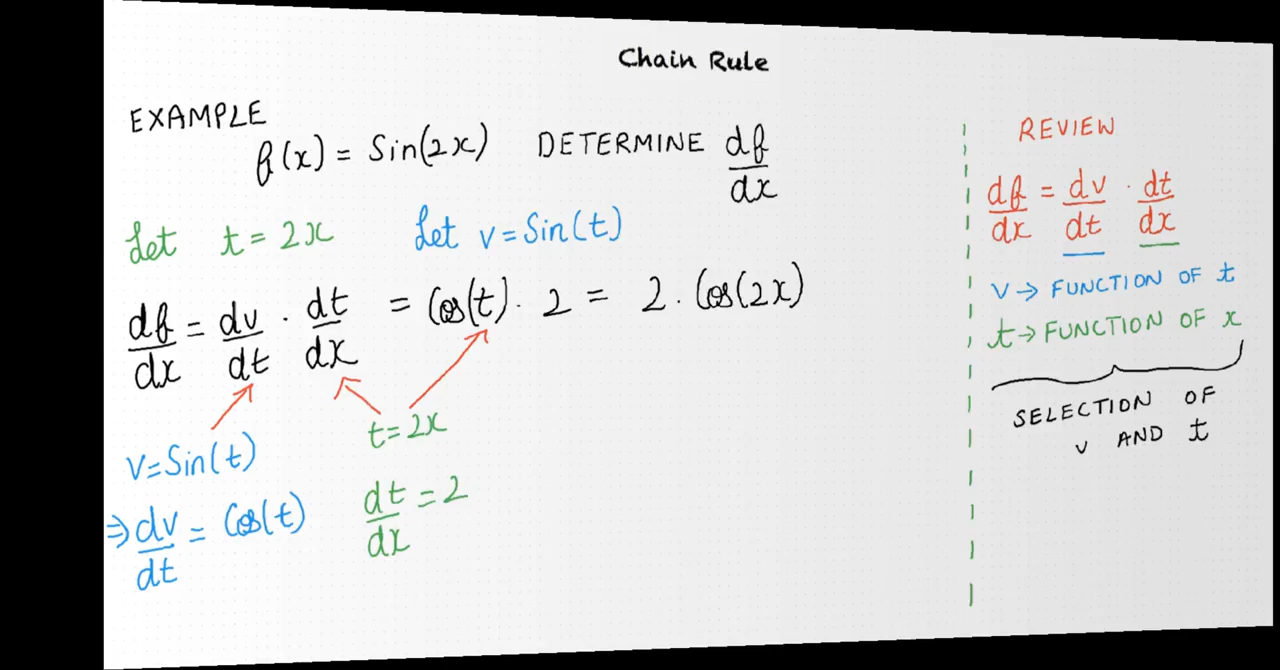 Chain Rule
EXAMPLE
f(x) = Sin(2x) DETERMINE df/dx
Let t = 2x Let v = Sin(t)
df/dx = dv/dt · dt/dx = Cos(t) · 2 = 2 · Cos(2x)
t = 2x
v = Sin(t)
⇒ dv/dt = Cos(t) dt/dx = 2
REVIEW
df/dx = dv/dt · dt/dx
v → FUNCTION OF t
t → FUNCTION OF x
SELECTION OF
v AND t